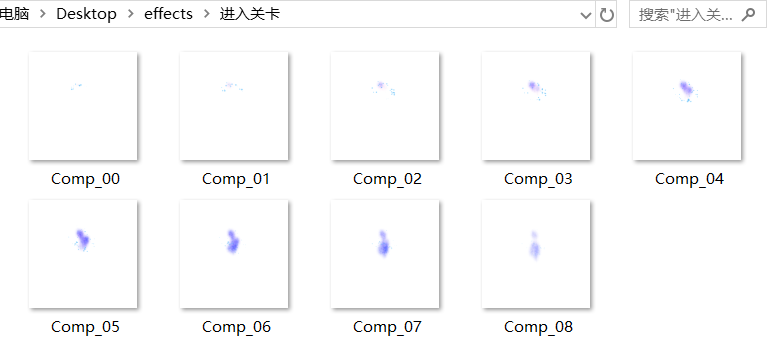 电脑 > Desktop > effects > 进入关卡
搜索"进入关...
Comp_00 Comp_01 Comp_02 Comp_03 Comp_04
Comp_05 Comp_06 Comp_07 Comp_08